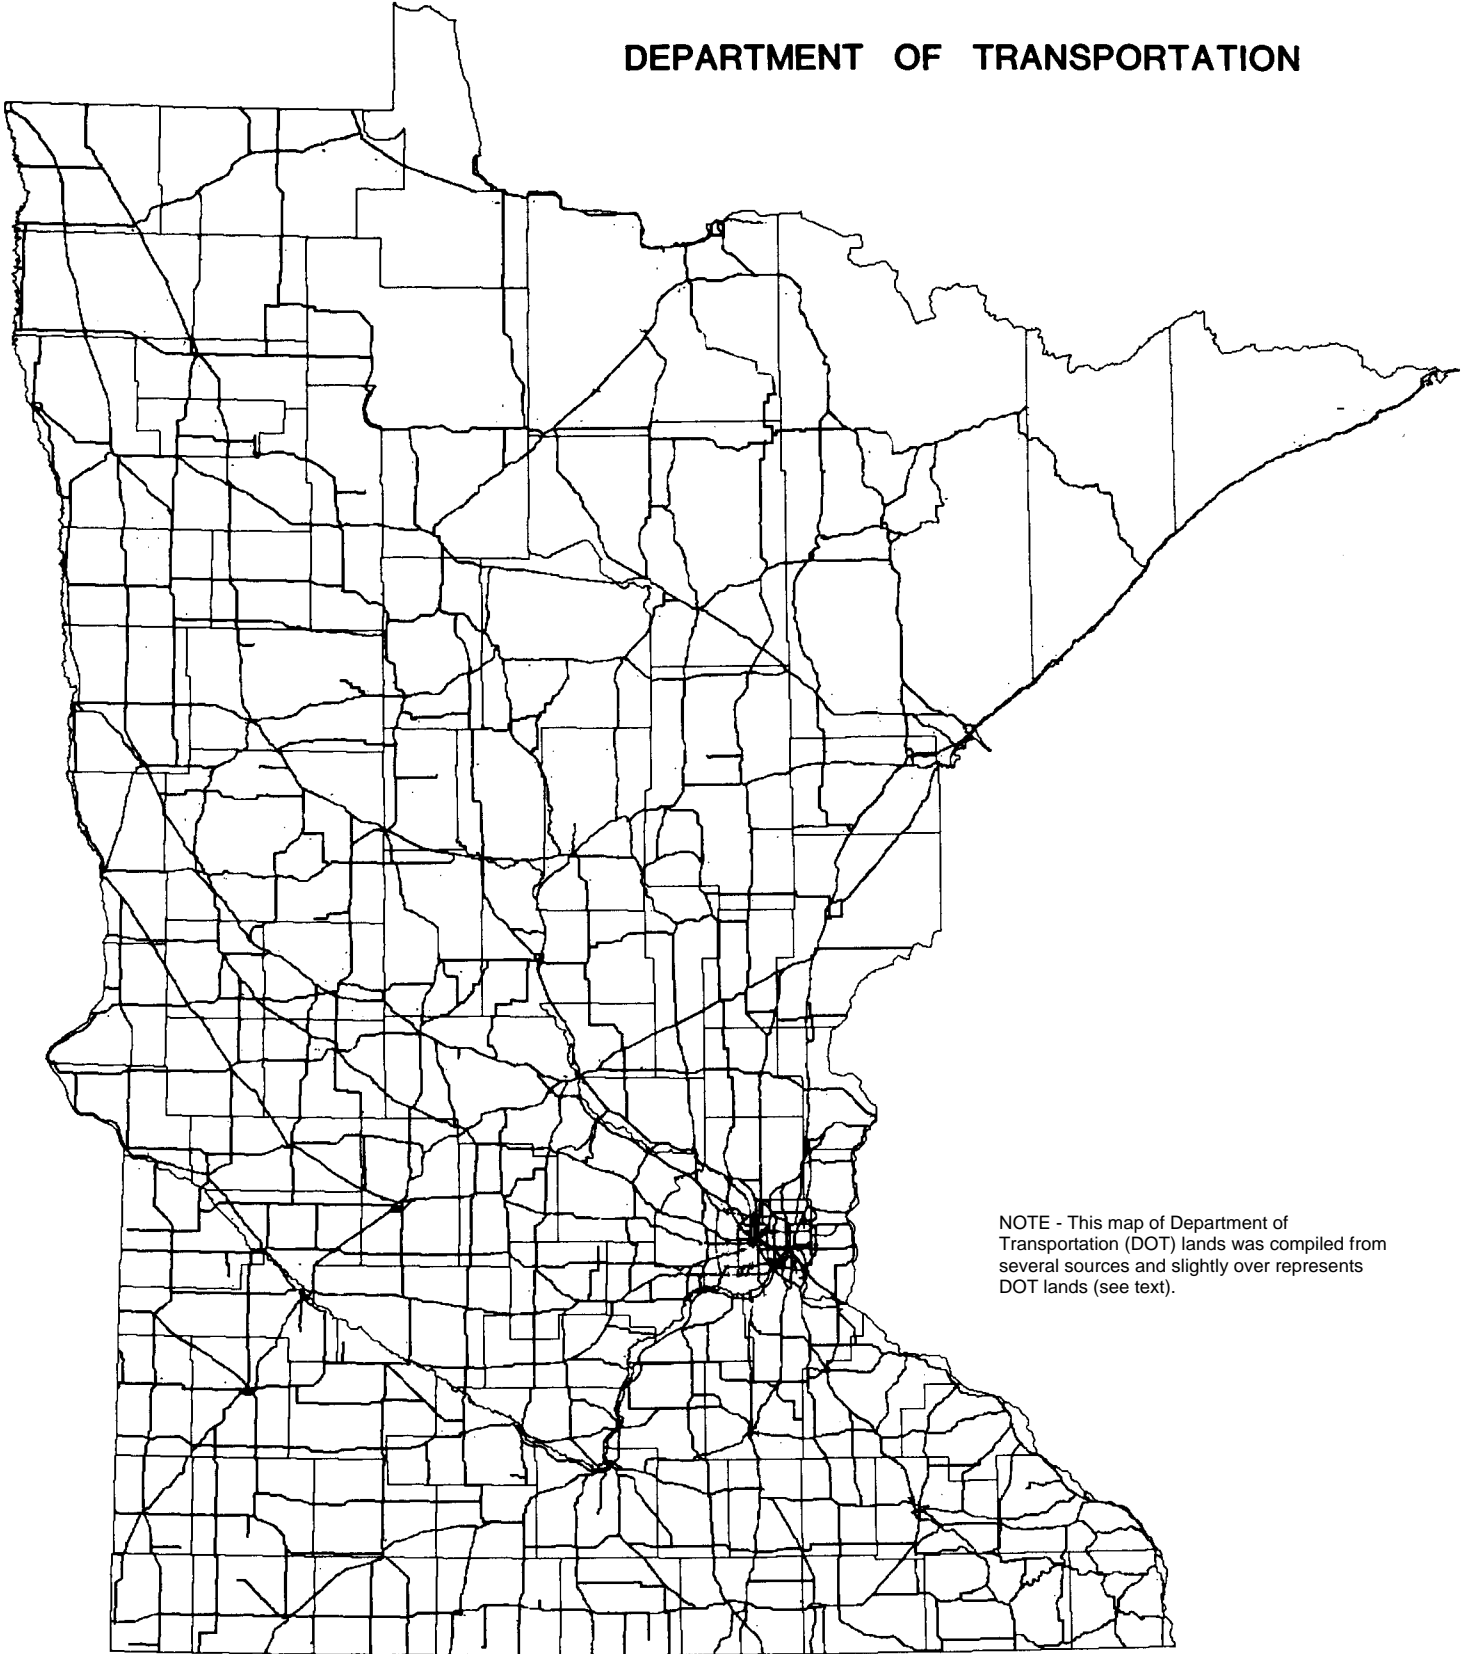 DEPARTMENT OF TRANSPORTATION
NOTE - This map of Department of
Transportation (DOT) lands was compiled from
several sources and slightly over represents
DOT lands (see text).